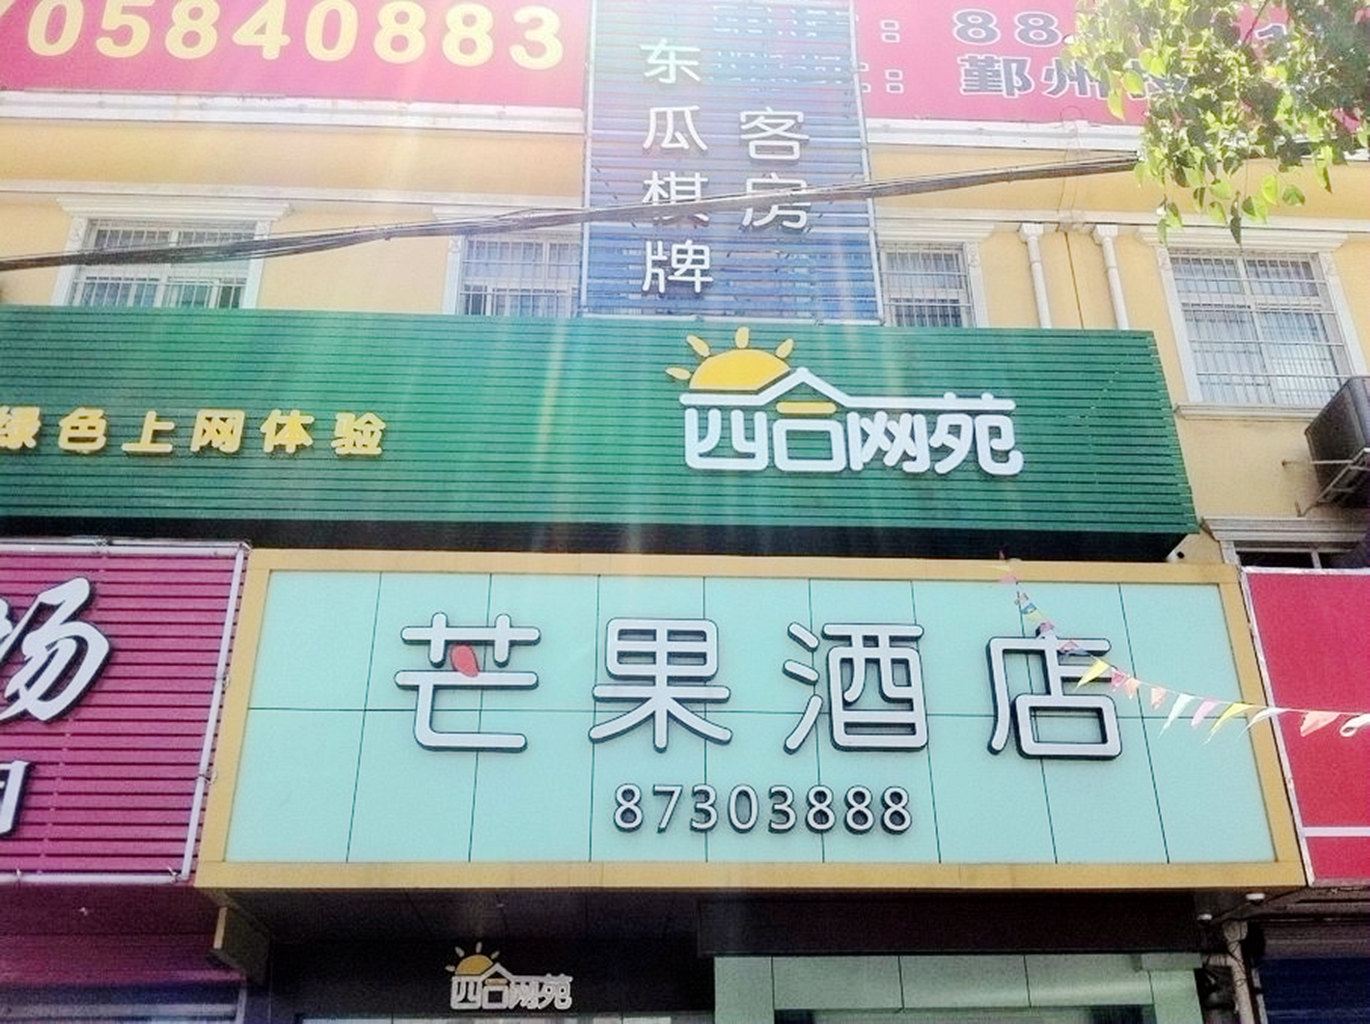 05840883
88
鄞州
东瓜棋牌
客房
绿色上网体验
四合网苑
场
芒果酒店
87303888
四合网苑